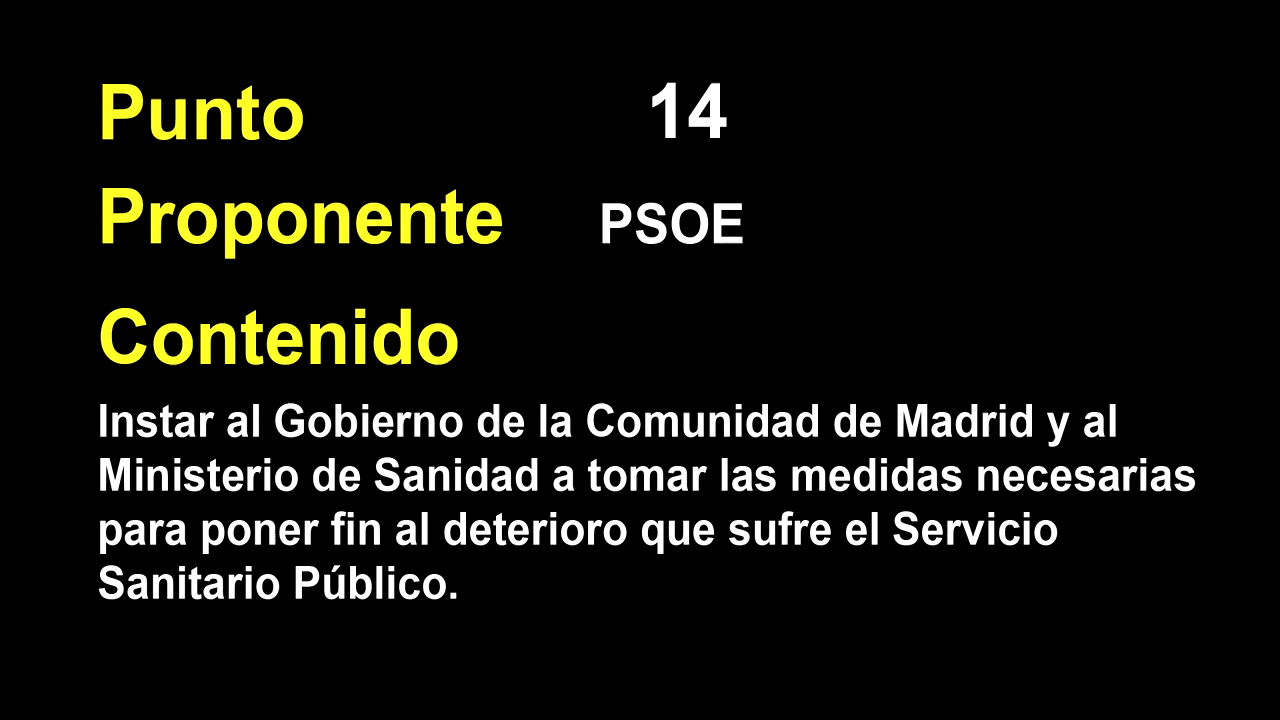 Punto 14
Proponente PSOE
Contenido
Instar al Gobierno de la Comunidad de Madrid y al
Ministerio de Sanidad a tomar las medidas necesarias
para poner fin al deterioro que sufre el Servicio
Sanitario Público.